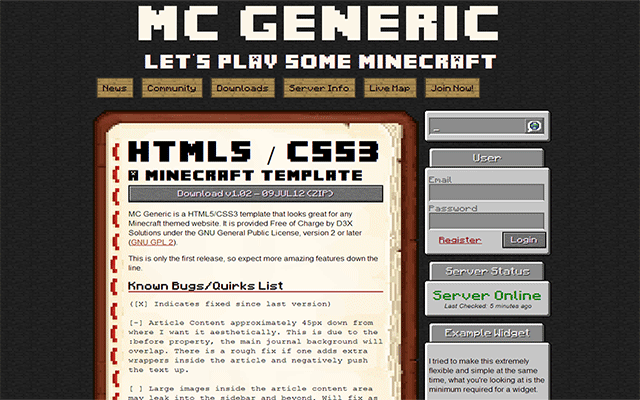 MC GENERIC
LET'S PLAY SOME MINECRAFT
News
Community
Downloads
Server Info
Live Map
Join Now!
HTML5 / CSS3
A MINECRAFT TEMPLATE
Download v1.02 – 09JUL12 (ZIP)
MC Generic is a HTML5/CSS3 template that looks great for any
Minecraft themed website. It is provided Free of Charge by D3X
Solutions under the GNU General Public License, version 2 or later
(GNU GPL 2).
This is only the first release, so expect more amazing features down the
line.
Known Bugs/Quirks List
([X] Indicates fixed since last version)
[-] Article Content approximately 45px down from
where I want it aesthetically. This is due to the
:before property, the main journal background will
overlap. There is a rough fix if one adds extra
wrappers inside the article and negatively push
the text up.
[ ] Large images inside the article content area
may leak into the sidebar and beyond. Will fix as
_
User
Email
Password
Register
Login
Server Status
Server Online
Last Checked: 5 minutes ago
Example Widget
I tried to make this extremely
flexible and simple at the same
time, what you're looking at is the
minimum required for a widget.